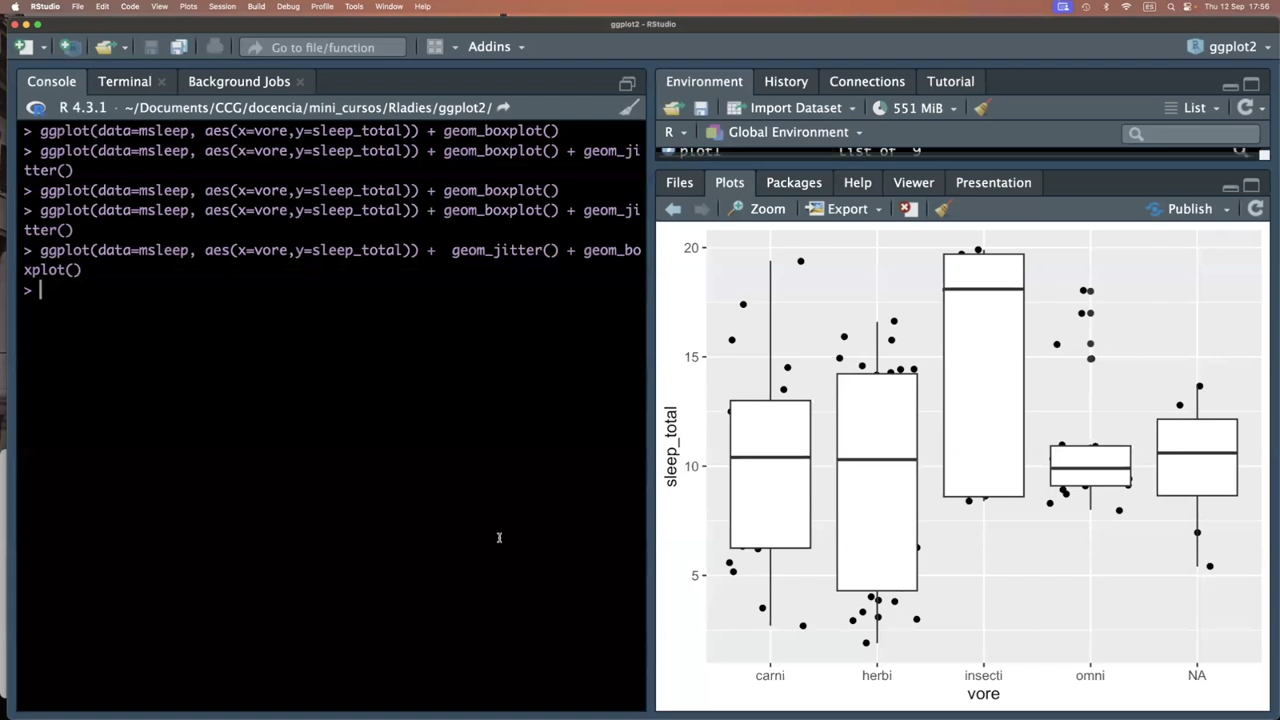 RStudio File Edit Code View Plots Session Build Debug Profile Tools Window Help ES Thu 12 Sep 17:56
ggplot2 - RStudio
Go to file/function Addins ggplot2
Console Terminal Background Jobs
R 4.3.1 · ~/Documents/CCG/docencia/mini_cursos/Rladies/ggplot2/
> ggplot(data=msleep, aes(x=vore,y=sleep_total)) + geom_boxplot()
> ggplot(data=msleep, aes(x=vore,y=sleep_total)) + geom_boxplot() + geom_ji
tter()
> ggplot(data=msleep, aes(x=vore,y=sleep_total)) + geom_boxplot()
> ggplot(data=msleep, aes(x=vore,y=sleep_total)) + geom_boxplot() + geom_ji
tter()
> ggplot(data=msleep, aes(x=vore,y=sleep_total)) +  geom_jitter() + geom_bo
xplot()
>
Environment History Connections Tutorial
Import Dataset 551 MiB List
R Global Environment
plot1 List of 9
Files Plots Packages Help Viewer Presentation
Zoom Export Publish
20
15
10
5
sleep_total
carni herbi insecti omni NA
vore